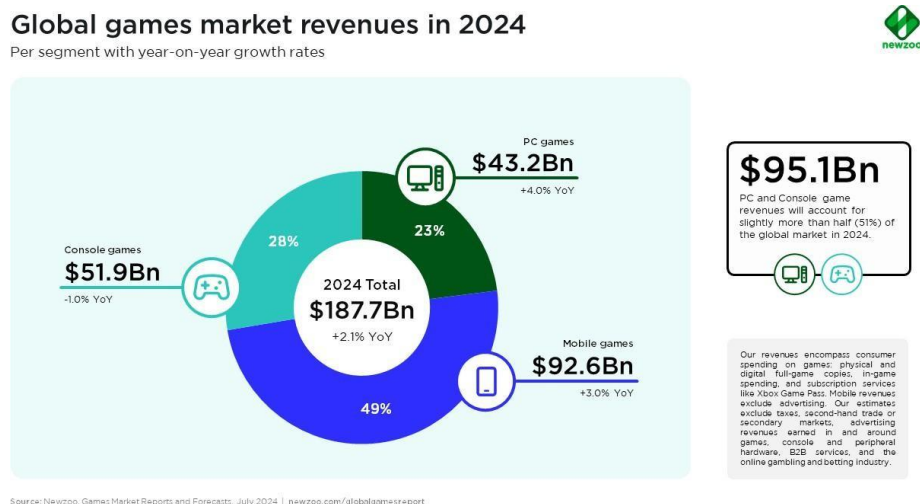 Global games market revenues in 2024
Per segment with year-on-year growth rates
newzoo
PC games
$43.2Bn
+4.0% YoY
23%
28%
Console games
$51.9Bn
-1.0% YoY
2024 Total
$187.7Bn
+2.1% YoY
Mobile games
$92.6Bn
+3.0% YoY
49%
$95.1Bn
PC and Console game
revenues will account for
slightly more than half (51%) of
the global market in 2024.
Our revenues encompass consumer
spending on games: physical and
digital full-game copies, in-game
spending, and subscription services
like Xbox Game Pass. Mobile revenues
exclude advertising. Our estimates
exclude taxes, second-hand trade or
secondary markets, advertising
revenues earned in and around
games, console and peripheral
hardware, B2B services, and the
online gambling and betting industry.
Source: Newzoo, Games Market Reports and Forecasts, July 2024 | newzoo.com/globalgamesreport